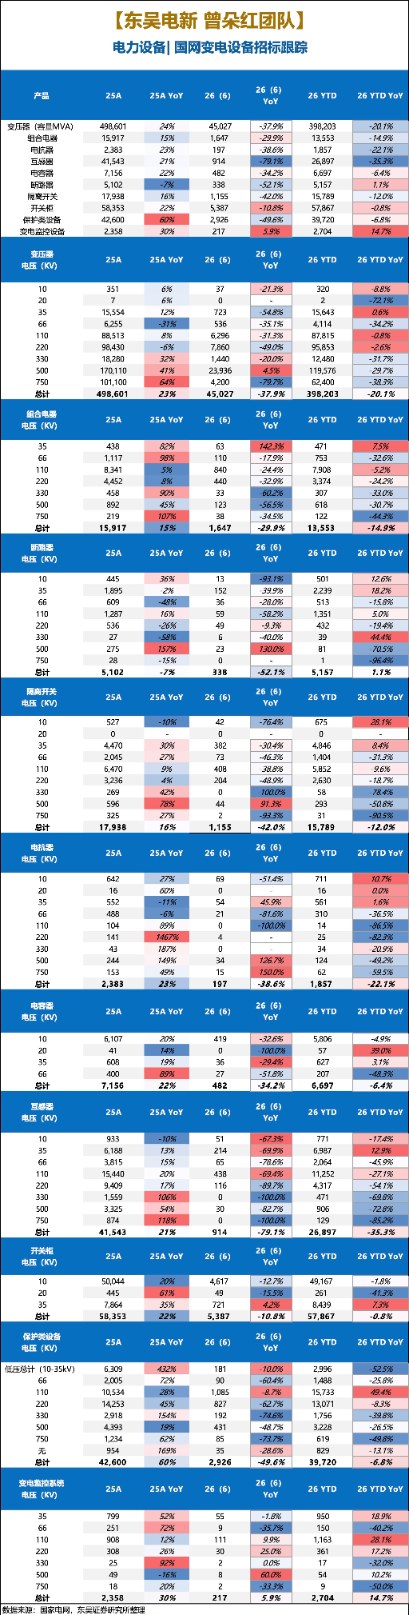 【东吴电新 曾朵红团队】
电力设备| 国网变电设备招标跟踪
产品 25A 25A YoY 26（6） 26（6）YoY 26 YTD 26 YTD YoY
变压器（容量MVA） 498,601 24% 45,027 -37.9% 398,203 -20.1%
组合电器 15,917 15% 1,647 -29.9% 13,553 -14.9%
电抗器 2,383 23% 197 -38.6% 1,857 -22.1%
互感器 41,543 21% 914 -79.1% 26,897 -35.3%
电容器 7,156 22% 482 -34.2% 6,697 -6.4%
断路器 5,102 -7% 338 -52.1% 5,157 1.1%
隔离开关 17,938 16% 1,155 -42.0% 15,789 -12.0%
开关柜 58,353 22% 5,387 -10.8% 57,867 -0.8%
保护类设备 42,600 60% 2,926 -49.6% 39,720 -6.8%
变电监控设备 2,358 30% 217 5.9% 2,704 14.7%
变压器
电压（KV） 25A 25A YoY 26（6） 26（6）YoY 26 YTD 26 YTD YoY
10 351 6% 37 -21.3% 320 -8.8%
20 7 6% 0 - 2 -72.1%
35 15,554 12% 723 -54.8% 15,643 0.6%
66 6,255 -31% 536 -35.1% 4,114 -34.2%
110 88,513 8% 6,296 -31.3% 87,815 -0.8%
220 98,430 -6% 7,860 -49.0% 95,853 -2.6%
330 18,280 32% 1,440 -20.0% 12,480 -31.7%
500 170,110 41% 23,936 4.5% 119,576 -29.7%
750 101,100 64% 4,200 -79.7% 62,400 -38.3%
总计 498,601 23% 45,027 -37.9% 398,203 -20.1%
组合电器
电压（KV） 25A 25A YoY 26（6） 26（6）YoY 26 YTD 26 YTD YoY
35 438 82% 63 142.3% 471 7.5%
66 1,117 98% 110 -17.9% 753 -32.6%
110 8,341 5% 840 -24.4% 7,908 -5.2%
220 4,452 8% 440 -32.9% 3,374 -24.2%
330 458 90% 33 -60.2% 307 -33.0%
500 892 45% 123 -56.5% 618 -30.7%
750 219 107% 38 -34.5% 122 -44.3%
总计 15,917 15% 1,647 -29.9% 13,553 -14.9%
断路器
电压（KV） 25A 25A YoY 26（6） 26（6）YoY 26 YTD 26 YTD YoY
10 445 36% 13 -93.1% 501 12.6%
35 1,895 2% 152 -39.9% 2,239 18.2%
66 609 -48% 36 -28.0% 513 -15.8%
110 1,287 16% 59 -58.2% 1,351 5.0%
220 536 -26% 49 -9.3% 432 -19.4%
330 27 -58% 6 -40.0% 39 44.4%
500 275 157% 23 130.0% 81 -70.5%
750 28 -15% 0 - 1 -96.4%
总计 5,102 -7% 338 -52.1% 5,157 1.1%
隔离开关
电压（KV） 25A 25A YoY 26（6） 26（6）YoY 26 YTD 26 YTD YoY
10 527 -10% 42 -76.4% 675 28.1%
20 0 - 0 - 0 -
35 4,470 30% 382 -30.4% 4,846 8.4%
66 2,045 27% 73 -46.3% 1,404 -31.3%
110 6,470 9% 408 -38.8% 5,852 -9.6%
220 3,236 4% 204 -48.9% 2,630 -18.7%
330 269 42% 0 -100.0% 58 -78.4%
500 596 78% 44 91.3% 293 -50.8%
750 325 27% 2 -93.3% 31 -90.5%
总计 17,938 16% 1,155 -42.0% 15,789 -12.0%
电抗器
电压（KV） 25A 25A YoY 26（6） 26（6）YoY 26 YTD 26 YTD YoY
10 642 27% 69 -51.4% 711 10.7%
20 16 60% 0 - 16 0.0%
35 552 -11% 54 45.9% 561 1.6%
66 488 -6% 21 -81.6% 310 -36.5%
110 104 89% 0 -100.0% 14 -86.5%
220 141 1467% 4 - 25 -82.3%
330 43 187% 0 - 34 -20.9%
500 244 149% 34 126.7% 124 -49.2%
750 153 49% 15 150.0% 62 -59.5%
总计 2,383 23% 197 -38.6% 1,857 -22.1%
电容器
电压（KV） 25A 25A YoY 26（6） 26（6）YoY 26 YTD 26 YTD YoY
10 6,107 20% 419 -32.6% 5,806 -4.9%
20 41 14% 0 -100.0% 57 39.0%
35 608 19% 36 -29.4% 627 3.1%
66 400 89% 27 -51.8% 207 -48.3%
总计 7,156 22% 482 -34.2% 6,697 -6.4%
互感器
电压（KV） 25A 25A YoY 26（6） 26（6）YoY 26 YTD 26 YTD YoY
10 933 -10% 51 -67.3% 771 -17.4%
35 6,188 13% 214 -69.9% 6,987 12.9%
66 3,815 15% 65 -78.6% 2,064 -45.9%
110 15,440 20% 438 -69.4% 11,252 -27.1%
220 9,409 17% 116 -89.7% 4,317 -54.1%
330 1,559 106% 0 -100.0% 471 -69.8%
500 3,325 54% 30 -82.7% 906 -72.8%
750 874 118% 0 -100.0% 129 -85.2%
总计 41,543 21% 914 -79.1% 26,897 -35.3%
开关柜
电压（KV） 25A 25A YoY 26（6） 26（6）YoY 26 YTD 26 YTD YoY
10 50,044 20% 4,617 -12.7% 49,167 -1.8%
20 445 61% 49 -15.5% 261 -41.3%
35 7,864 35% 721 4.2% 8,439 7.3%
总计 58,353 22% 5,387 -10.8% 57,867 -0.8%
保护类设备
电压（KV） 25A 25A YoY 26（6） 26（6）YoY 26 YTD 26 YTD YoY
低压总计（10-35kV） 6,309 432% 181 -10.0% 2,996 -52.5%
66 2,005 72% 90 -60.4% 1,488 -25.8%
110 10,534 28% 1,085 -8.7% 15,733 49.4%
220 14,253 45% 827 -62.7% 13,071 -8.3%
330 2,918 154% 192 -74.6% 1,756 -39.8%
500 4,393 19% 431 -48.7% 3,228 -26.5%
750 1,234 62% 85 -73.7% 619 -49.8%
无 954 169% 35 -28.6% 829 -13.1%
总计 42,600 60% 2,926 -49.6% 39,720 -6.8%
变电监控系统
电压（KV） 25A 25A YoY 26（6） 26（6）YoY 26 YTD 26 YTD YoY
35 799 52% 55 -1.8% 950 18.9%
66 251 72% 9 -35.7% 150 -40.2%
110 908 12% 111 9.9% 1,163 28.1%
220 308 26% 30 25.0% 361 17.2%
330 25 92% 2 0.0% 17 -32.0%
500 49 -16% 8 60.0% 54 10.2%
750 18 20% 2 -33.3% 9 -50.0%
总计 2,358 30% 217 5.9% 2,704 14.7%
数据来源：国家电网，东吴证券研究所整理